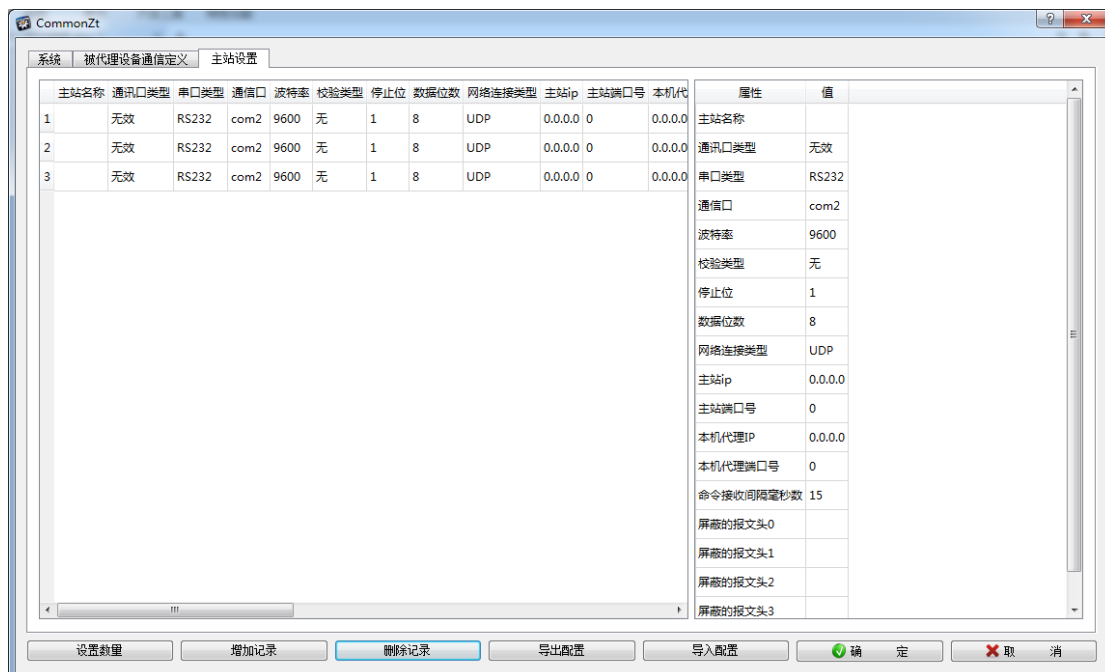 CommonZt
系统 被代理设备通信定义 主站设置
主站名称 通讯口类型 串口类型 通信口 波特率 校验类型 停止位 数据位数 网络连接类型 主站ip 主站端口号 本机代
1 无效 RS232 com2 9600 无 1 8 UDP 0.0.0.0 0 0.0.0.0
2 无效 RS232 com2 9600 无 1 8 UDP 0.0.0.0 0 0.0.0.0
3 无效 RS232 com2 9600 无 1 8 UDP 0.0.0.0 0 0.0.0.0
属性 值
主站名称
通讯口类型 无效
串口类型 RS232
通信口 com2
波特率 9600
校验类型 无
停止位 1
数据位数 8
网络连接类型 UDP
主站ip 0.0.0.0
主站端口号 0
本机代理IP 0.0.0.0
本机代理端口号 0
命令接收间隔毫秒数 15
屏蔽的报文头0
屏蔽的报文头1
屏蔽的报文头2
屏蔽的报文头3
设置数量 增加记录 删除记录 导出配置 导入配置 确 定 取 消